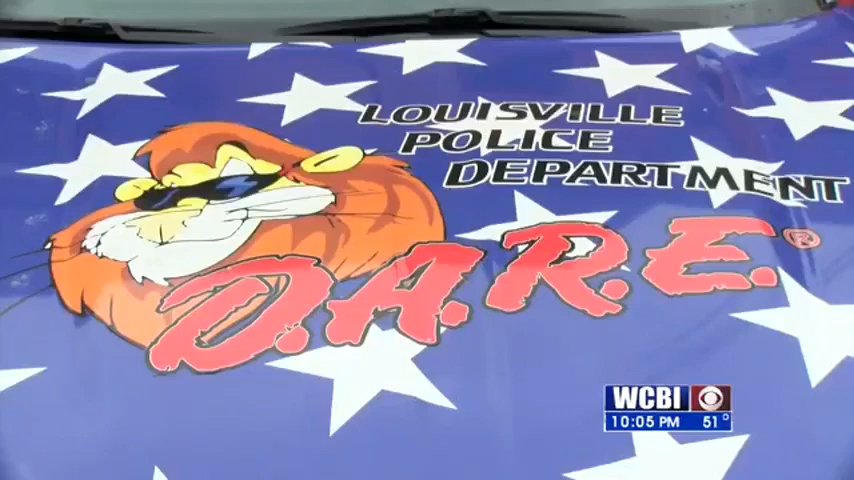 LOUISVILLE
POLICE
DEPARTMENT
D.A.R.E.®
WCBI
10:05 PM 51°